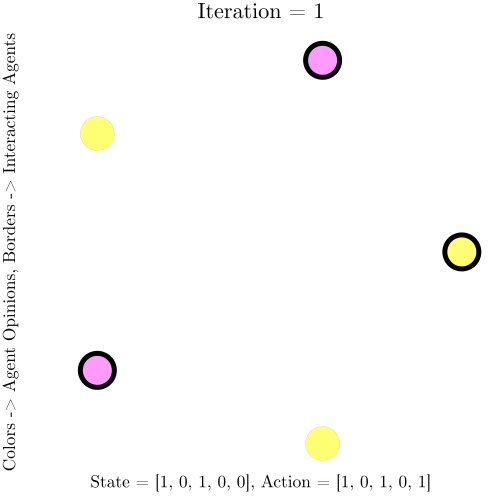 Iteration = 1
Colors -> Agent Opinions, Borders -> Interacting Agents
State = [1, 0, 1, 0, 0], Action = [1, 0, 1, 0, 1]